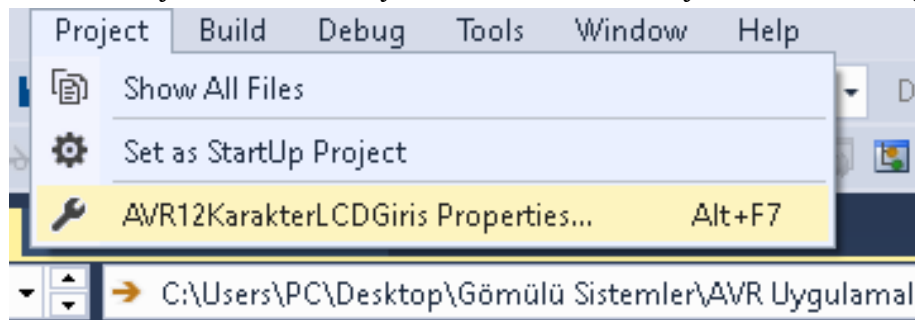 Project Build Debug Tools Window Help
Show All Files
Set as StartUp Project
AVR12KarakterLCDGiris Properties... Alt+F7
C:\Users\PC\Desktop\Gömülü Sistemler\AVR Uygulamal